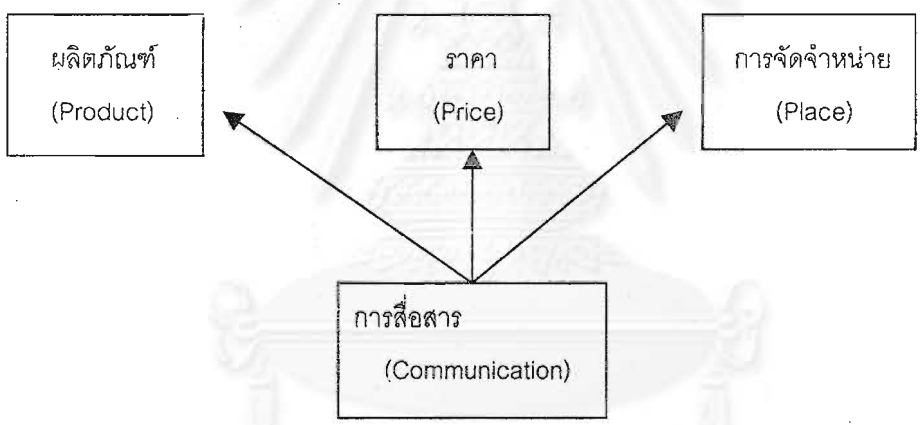 ผลิตภัณฑ์
(Product)
ราคา
(Price)
การจัดจำหน่าย
(Place)
การสื่อสาร
(Communication)